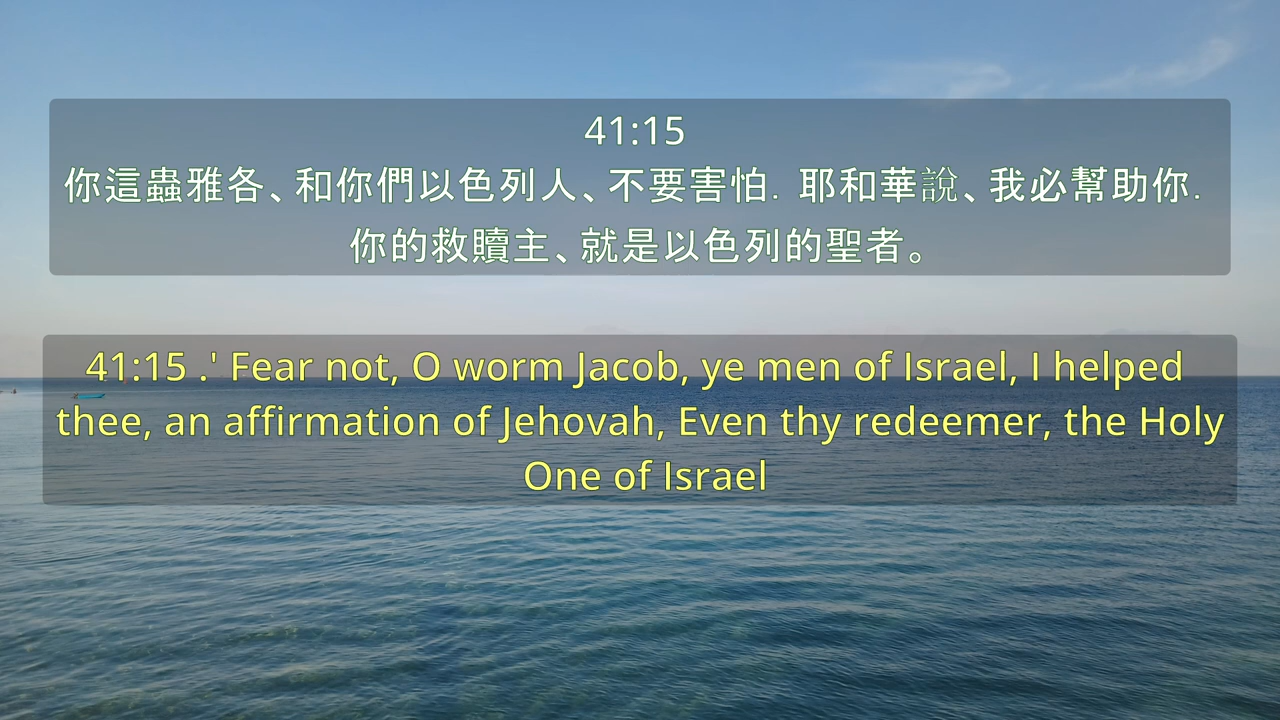 41:15
你這蟲雅各、和你們以色列人、不要害怕. 耶和華說、我必幫助你.
你的救贖主、就是以色列的聖者。
41:15 .' Fear not, O worm Jacob, ye men of Israel, I helped
thee, an affirmation of Jehovah, Even thy redeemer, the Holy
One of Israel